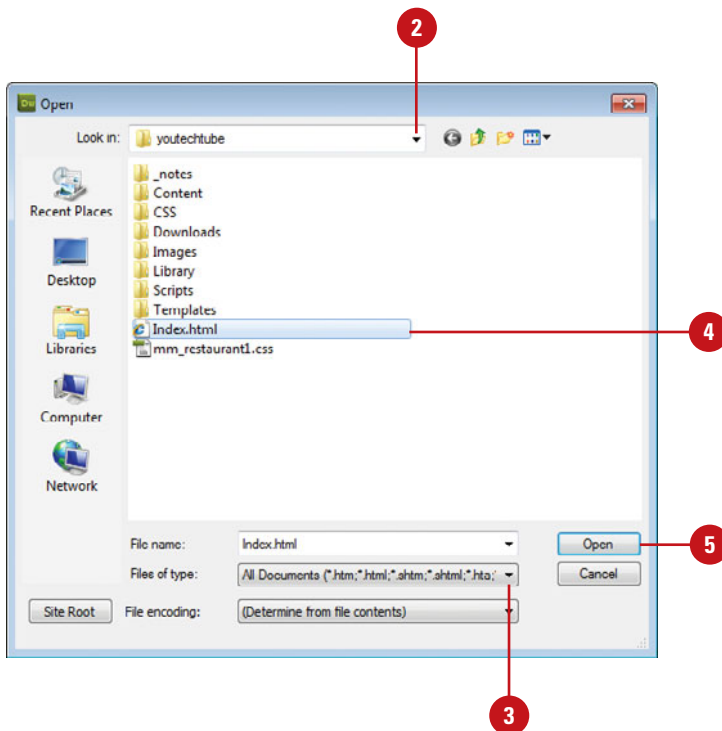 2
Dw Open
Look in: youtechtube
_notes
Content
CSS
Downloads
Images
Library
Scripts
Templates
Index.html
mm_restaurant1.css
Recent Places
Desktop
Libraries
Computer
Network
4
File name: Index.html Open
5
Files of type: All Documents (*.htm;*.html;*.shtm;*.shtml;*.hta; Cancel
Site Root File encoding: (Determine from file contents)
3